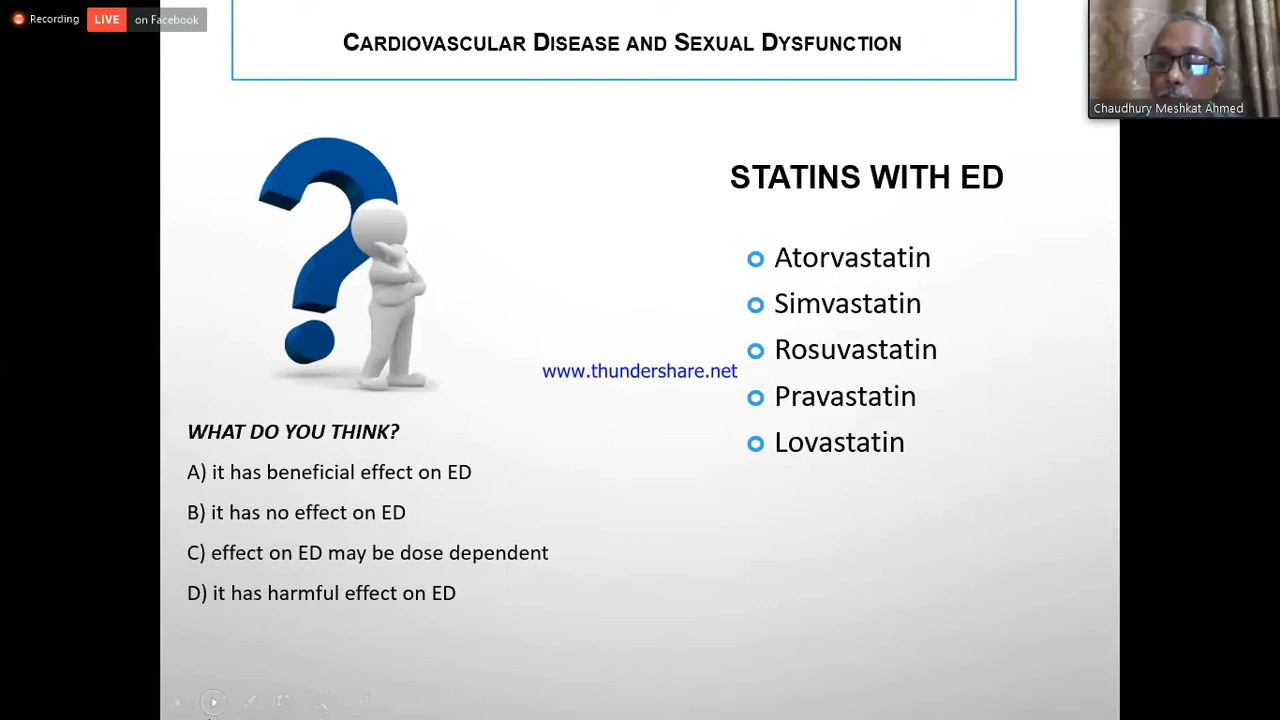 Recording
LIVE on Facebook
CARDIOVASCULAR DISEASE AND SEXUAL DYSFUNCTION
Chaudhury Meshkat Ahmed
STATINS WITH ED
Atorvastatin
Simvastatin
Rosuvastatin
Pravastatin
Lovastatin
www.thundershare.net
WHAT DO YOU THINK?
A) it has beneficial effect on ED
B) it has no effect on ED
C) effect on ED may be dose dependent
D) it has harmful effect on ED